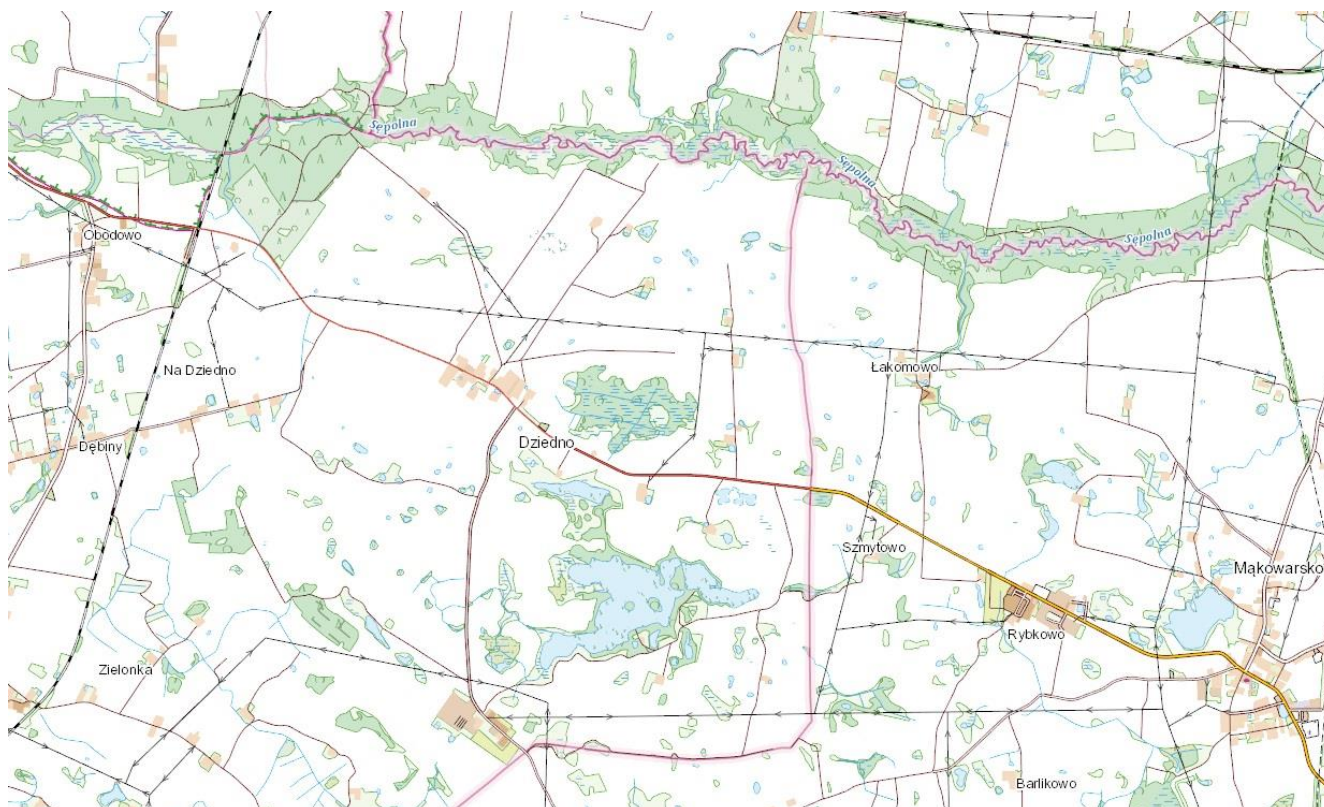 Sępolna
Sępolna
Sępolna
Obodowo
Na Dziedno
Łakomowo
Dębiny
Dziedno
Szmytowo
Mąkowarsko
Rybkowo
Zielonka
Barlikowo